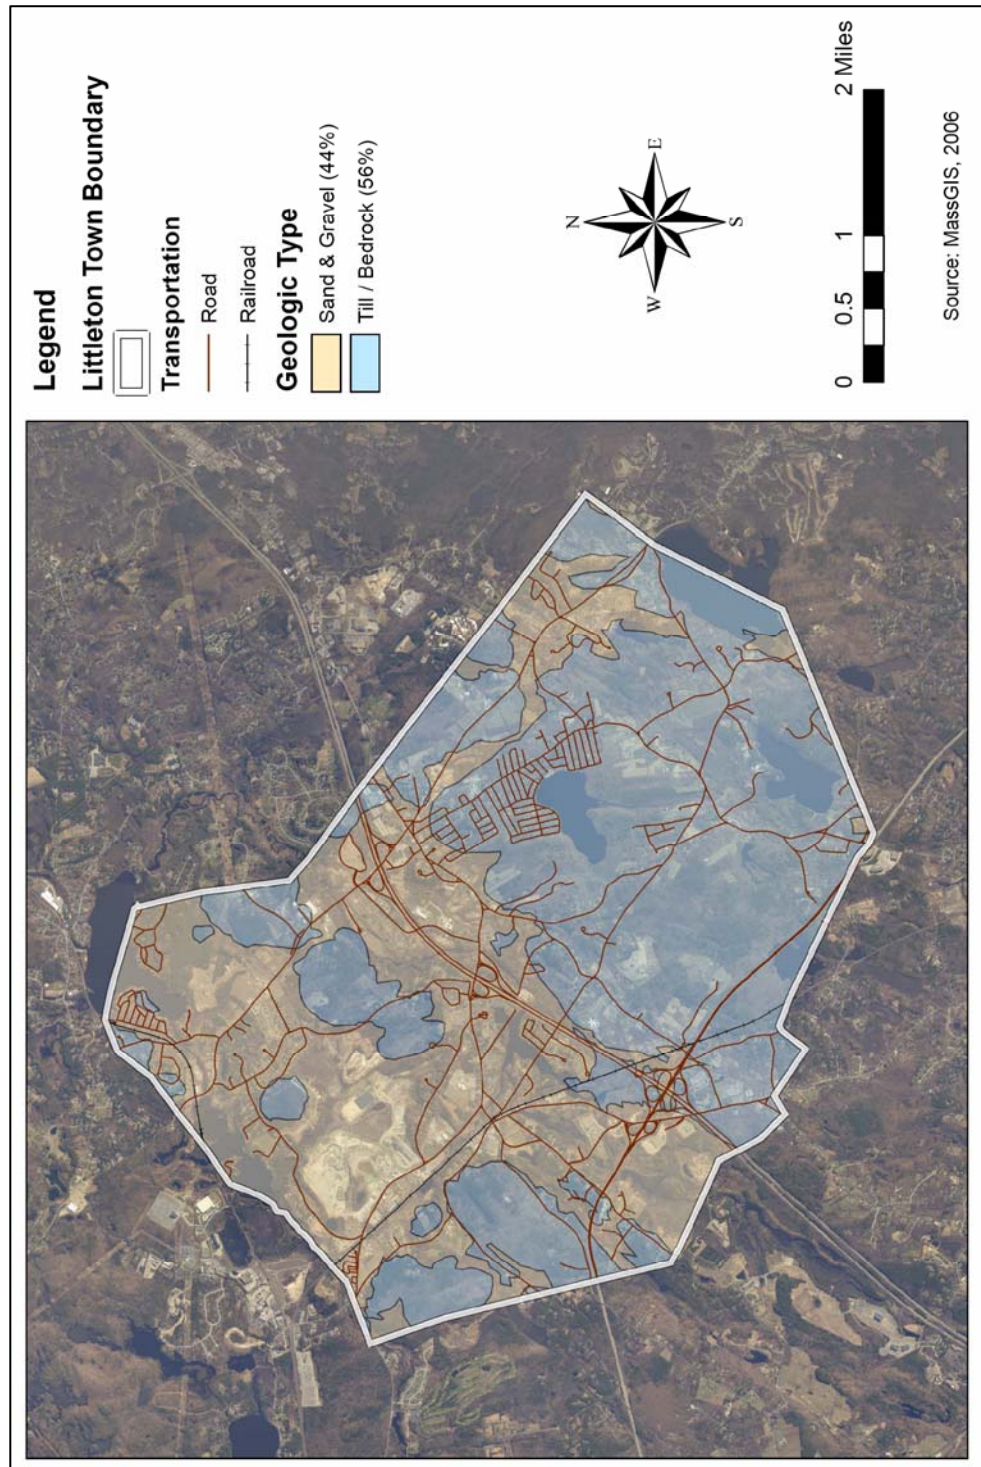 Legend
Littleton Town Boundary
Transportation
Road
Railroad
Geologic Type
Sand & Gravel (44%)
Till / Bedrock (56%)
N
W
E
S
0
0.5
1
2 Miles
Source: MassGIS, 2006